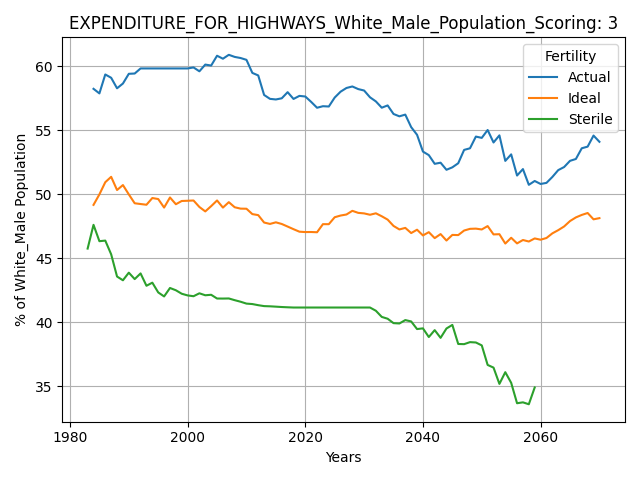 EXPENDITURE_FOR_HIGHWAYS_White_Male_Population_Scoring: 3
Fertility
Actual
Ideal
Sterile
% of White_Male Population
60
55
50
45
40
35
1980
2000
2020
2040
2060
Years